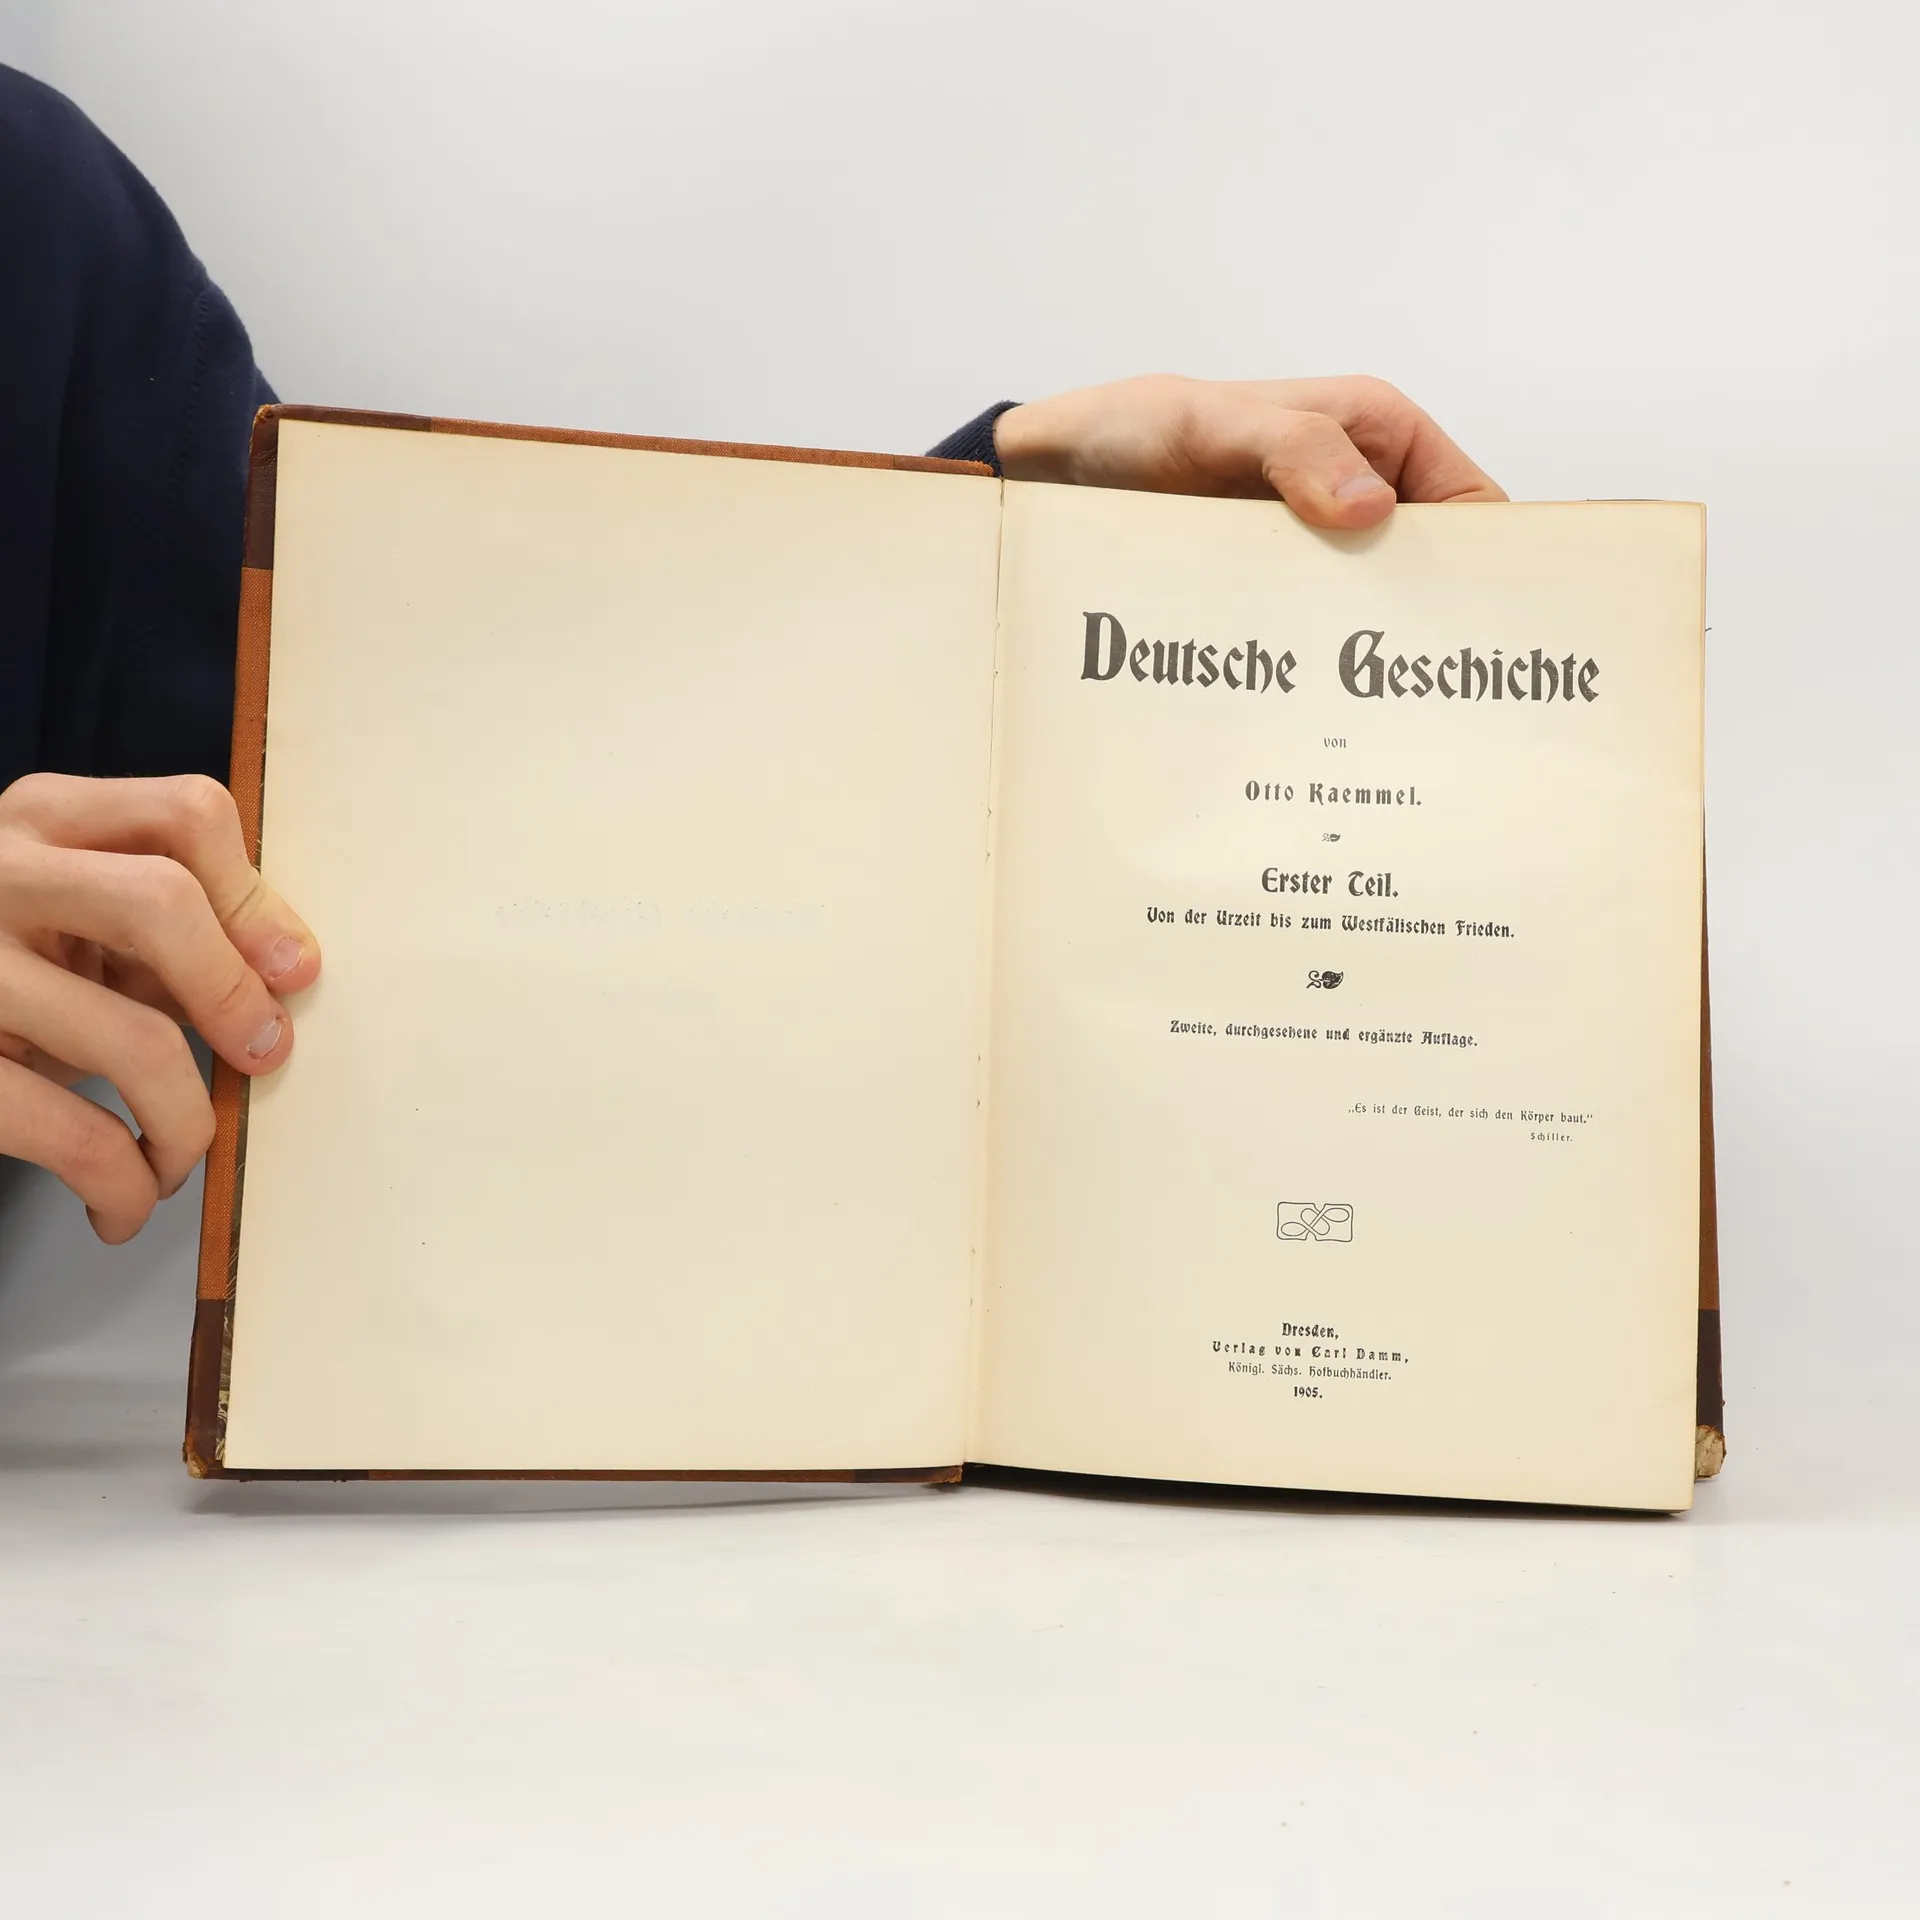 Deutsche Geschichte
von
Otto Kaemmel.
Erster Teil.
Von der Urzeit bis zum Westfälischen Frieden.
Zweite, durchgesehene und ergänzte Auflage.
„Es ist der Geist, der sich den Körper baut.“
Schiller.
Dresden,
Verlag von Carl Damm,
Königl. Sächs. Hofbuchhändler.
1905.